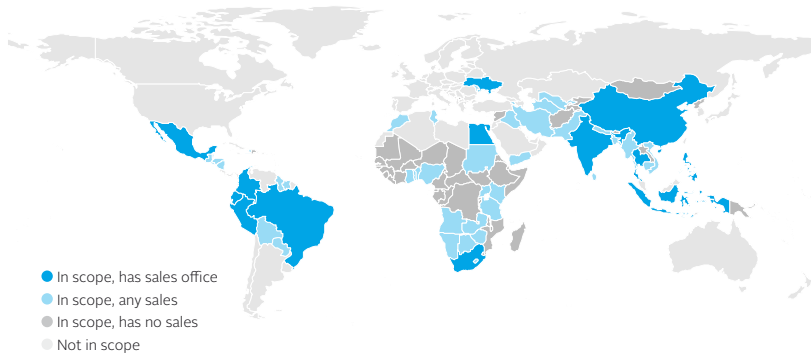 In scope, has sales office
In scope, any sales
In scope, has no sales
Not in scope